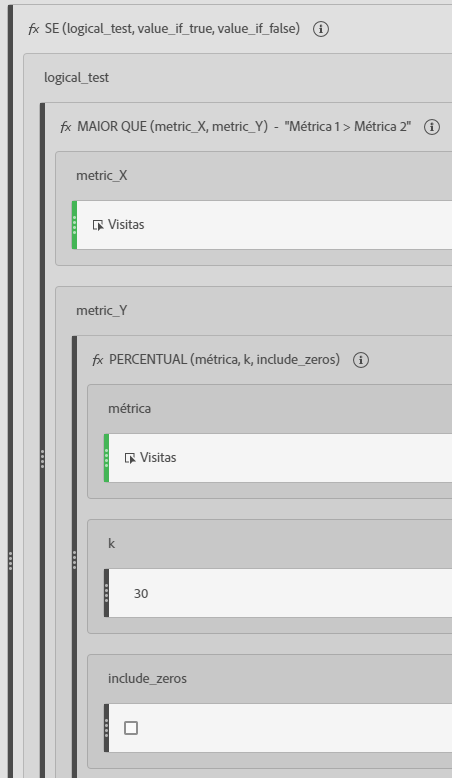 fx SE (logical_test, value_if_true, value_if_false)
logical_test
fx MAIOR QUE (metric_X, metric_Y) - "Métrica 1 > Métrica 2"
metric_X
Visitas
metric_Y
fx PERCENTUAL (métrica, k, include_zeros)
métrica
Visitas
k
30
include_zeros